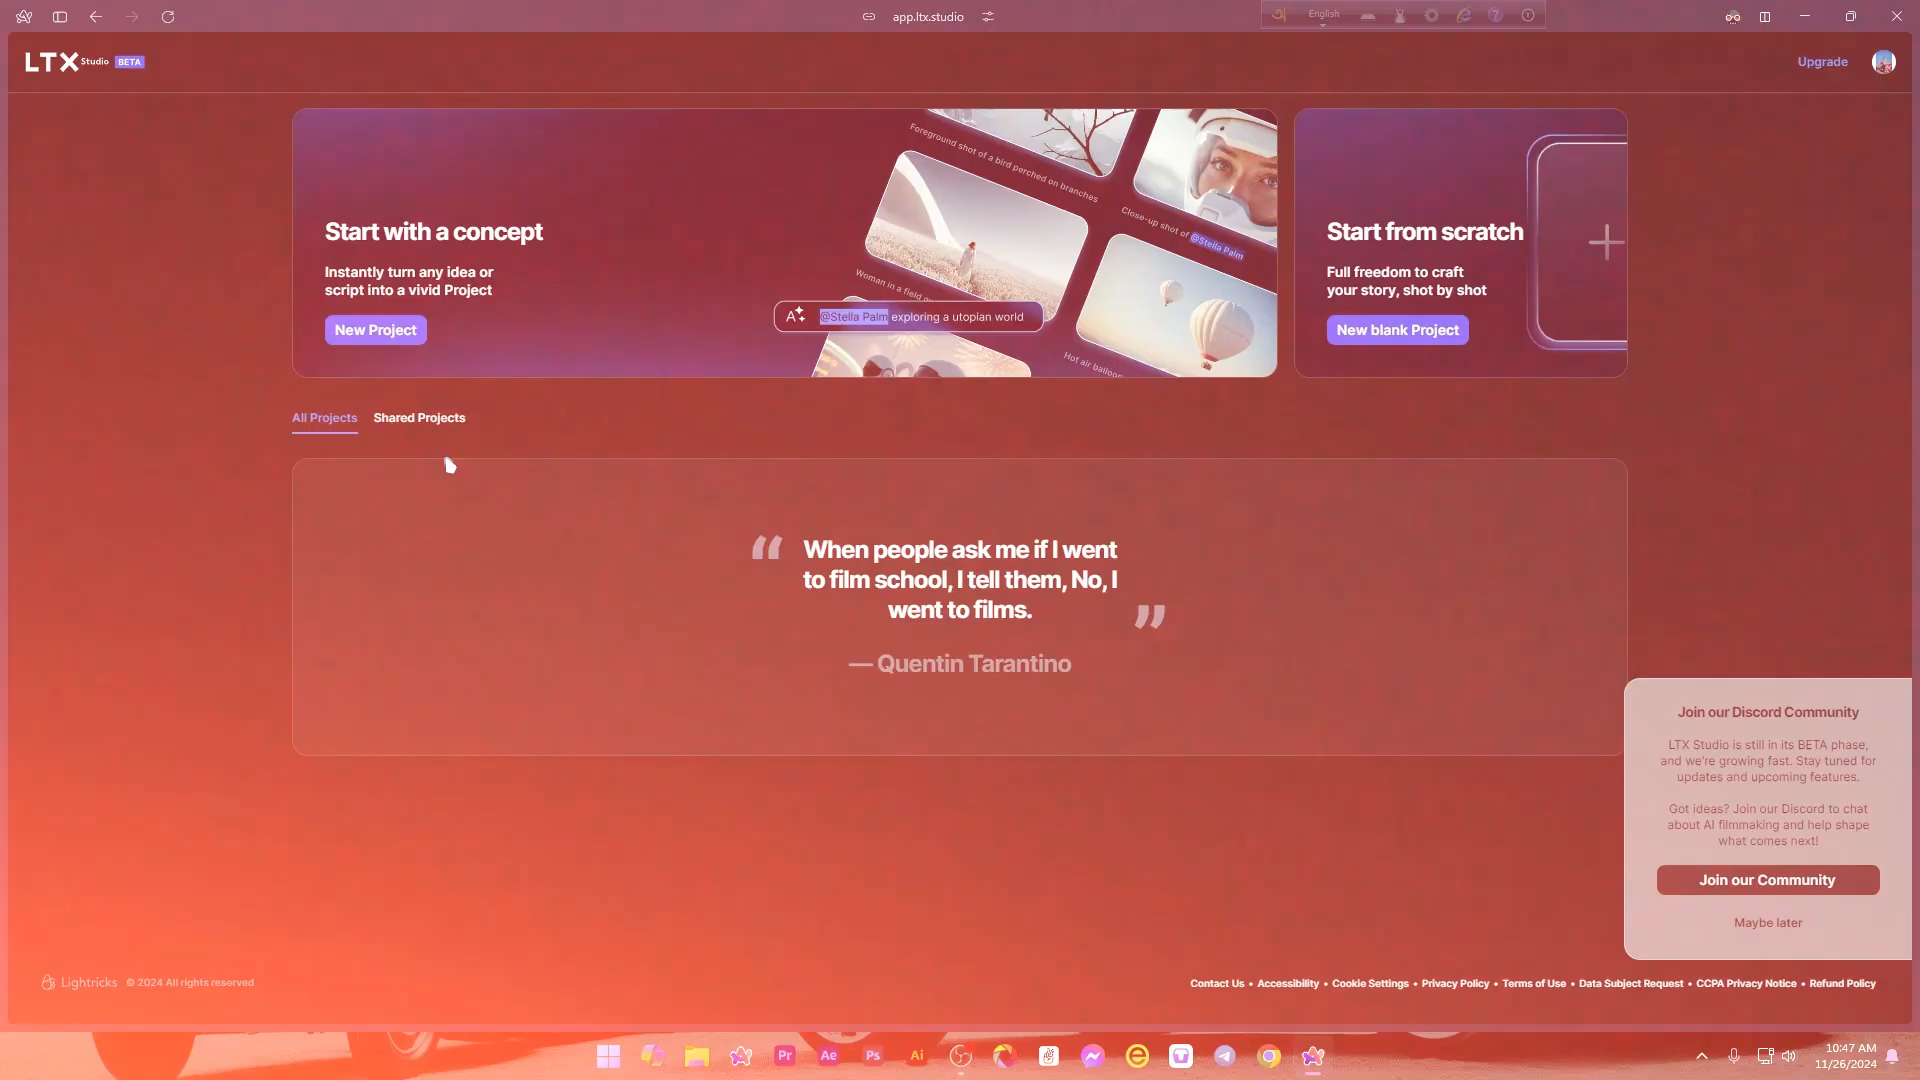 app.ltx.studio
English
LTX Studio BETA
Upgrade
Foreground shot of a bird perched on branches
Close-up shot of @Stella Palm
Woman in a field
@Stella Palm exploring a utopian world
Hot air balloon
Start with a concept
Instantly turn any idea or
script into a vivid Project
New Project
Start from scratch
Full freedom to craft
your story, shot by shot
New blank Project
All Projects
Shared Projects
“ When people ask me if I went
to film school, I tell them, No, I
went to films. ”
— Quentin Tarantino
Join our Discord Community
LTX Studio is still in its BETA phase,
and we're growing fast. Stay tuned for
updates and upcoming features.
Got ideas? Join our Discord to chat
about AI filmmaking and help shape
what comes next!
Join our Community
Maybe later
Lightricks © 2024 All rights reserved
Contact Us • Accessibility • Cookie Settings • Privacy Policy • Terms of Use • Data Subject Request • CCPA Privacy Notice • Refund Policy
Pr
Ae
Ps
Ai
10:47 AM
11/26/2024